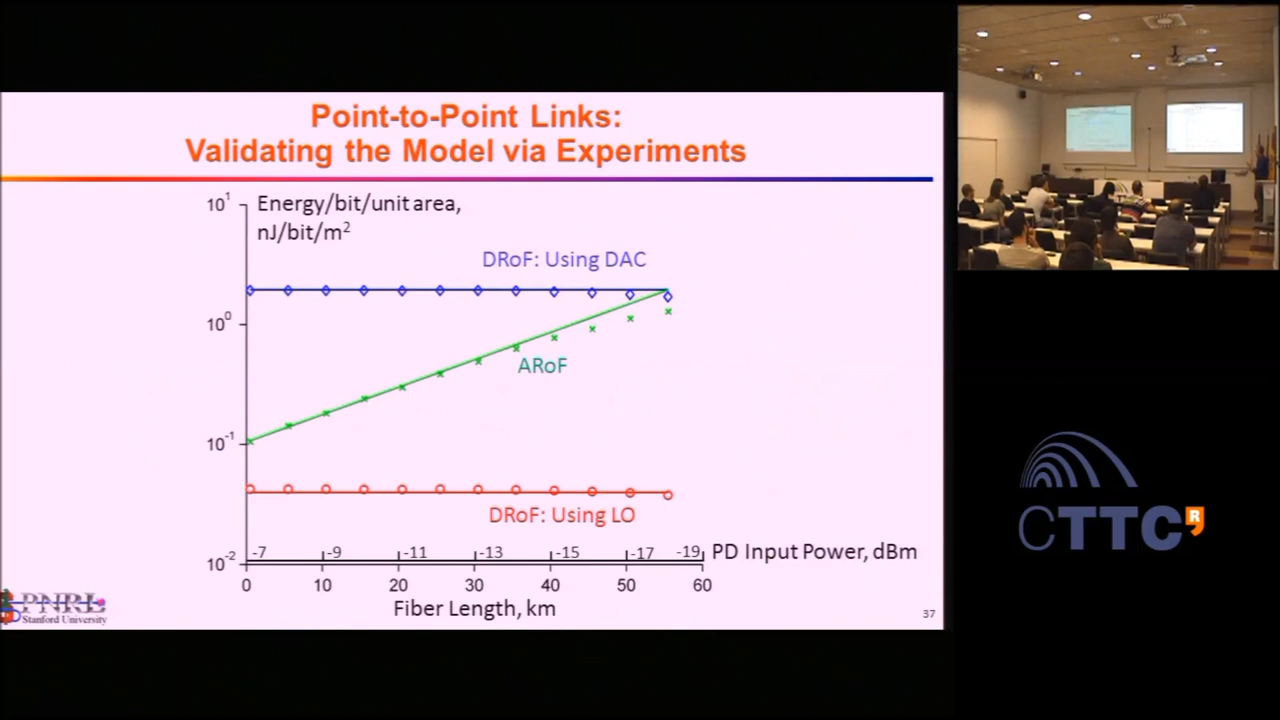 Point-to-Point Links:
Validating the Model via Experiments
10¹
Energy/bit/unit area,
nJ/bit/m²
DRoF: Using DAC
10⁰
ARoF
10⁻¹
DRoF: Using LO
10⁻²
-7 -9 -11 -13 -15 -17 -19 PD Input Power, dBm
0 10 20 30 40 50 60
Fiber Length, km
PNRL
Stanford University
37
CTTC R